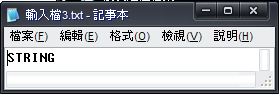 輸入檔3.txt - 記事本
檔案(F) 編輯(E) 格式(O) 檢視(V) 說明(H)
STRING